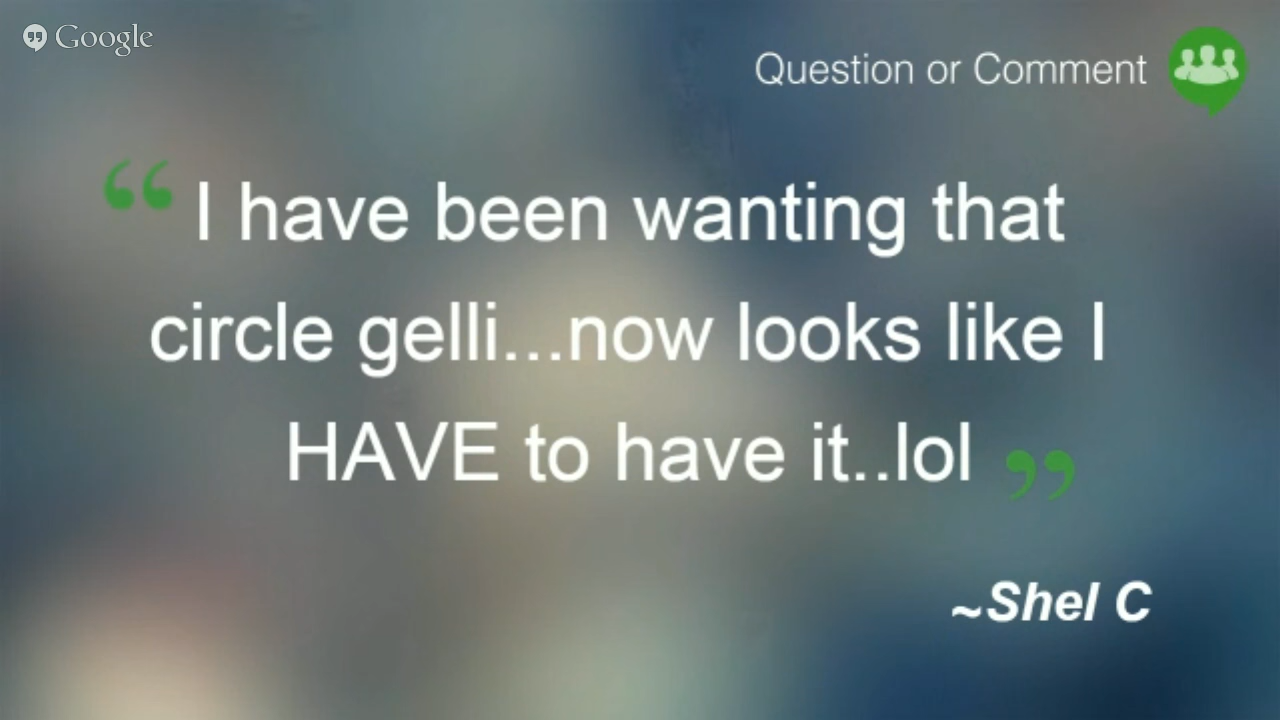 Google
Question or Comment
“I have been wanting that
circle gelli...now looks like I
HAVE to have it..lol”
~Shel C